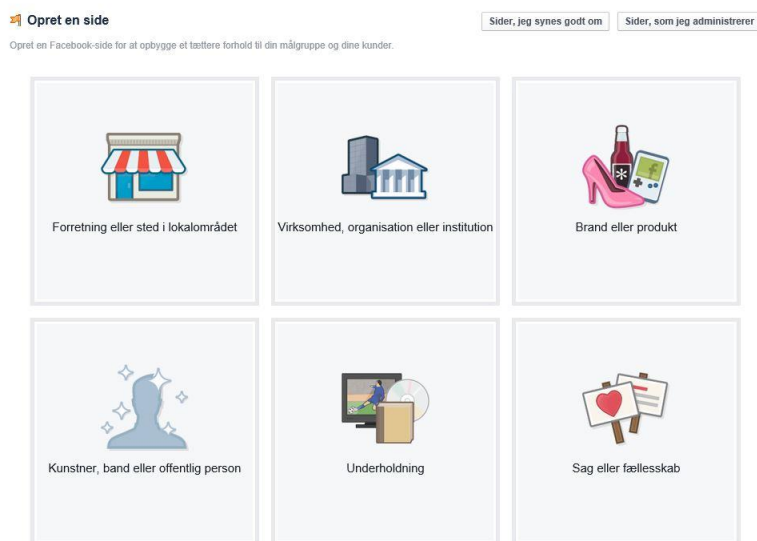 Opret en side
Sider, jeg synes godt om
Sider, som jeg administrerer
Opret en Facebook-side for at opbygge et tættere forhold til din målgruppe og dine kunder.
Forretning eller sted i lokalområdet
Virksomhed, organisation eller institution
Brand eller produkt
Kunstner, band eller offentlig person
Underholdning
Sag eller fællesskab